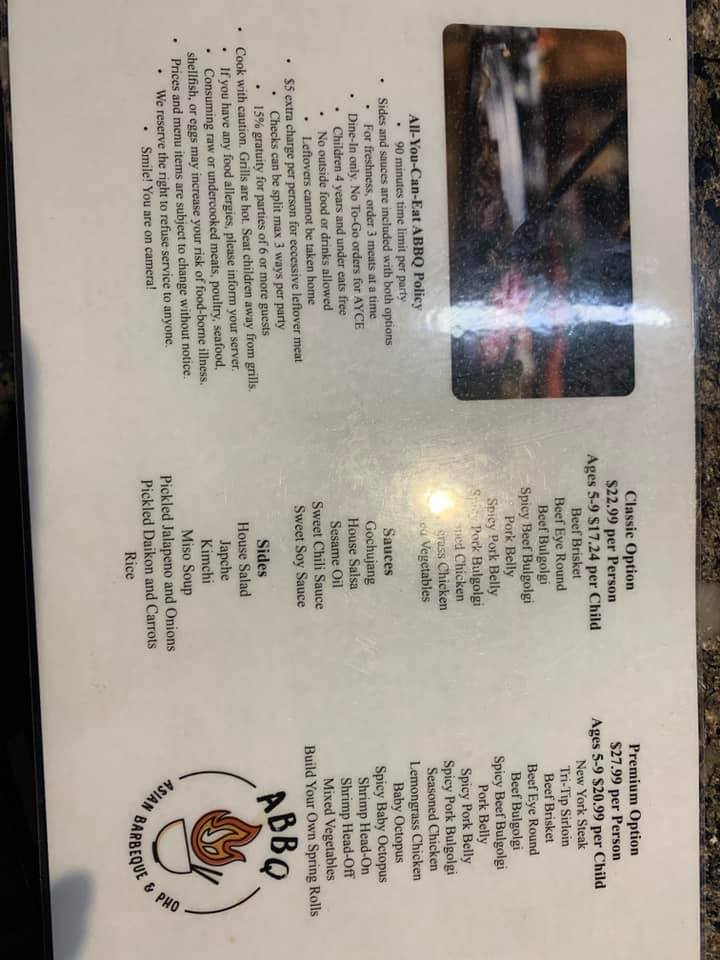 All-You-Can-Eat ABBQ Policy
• 90 minutes time limit per party
• Sides and sauces are included with both options
• For freshness, order 3 meats at a time
• Dine-In only. No To-Go orders for AYCE
• Children 4 years and under eats free
• No outside food or drinks allowed
• Leftovers cannot be taken home
• $5 extra charge per person for eccessive leftover meat
• Checks can be split max 3 ways per party
• 15% gratuity for parties of 6 or more guests
• Cook with caution. Grills are hot. Seat children away from grills.
• If you have any food allergies, please inform your server.
• Consuming raw or undercooked meats, poultry, seafood,
shellfish, or eggs may increase your risk of food-borne illness.
• Prices and menu items are subject to change without notice.
• We reserve the right to refuse service to anyone.
• Smile! You are on camera!
Classic Option
$22.99 per Person
Ages 5-9 $17.24 per Child
Beef Brisket
Beef Eye Round
Beef Bulgolgi
Spicy Beef Bulgolgi
Pork Belly
Spicy Pork Belly
Pork Bulgolgi
Chicken
Chicken
Vegetables
Sauces
Gochujang
House Salsa
Sesame Oil
Sweet Chili Sauce
Sweet Soy Sauce
Sides
House Salad
Japche
Kimchi
Miso Soup
Pickled Jalapeno and Onions
Pickled Daikon and Carrots
Rice
Premium Option
$27.99 per Person
Ages 5-9 $20.99 per Child
New York Steak
Tri-Tip Sirloin
Beef Brisket
Beef Eye Round
Beef Bulgolgi
Spicy Beef Bulgolgi
Pork Belly
Spicy Pork Belly
Spicy Pork Bulgolgi
Seasoned Chicken
Lemongrass Chicken
Baby Octopus
Spicy Baby Octopus
Shrimp Head-On
Shrimp Head-Off
Mixed Vegetables
Build Your Own Spring Rolls
ABBQ
ASIAN BARBEQUE & PHO